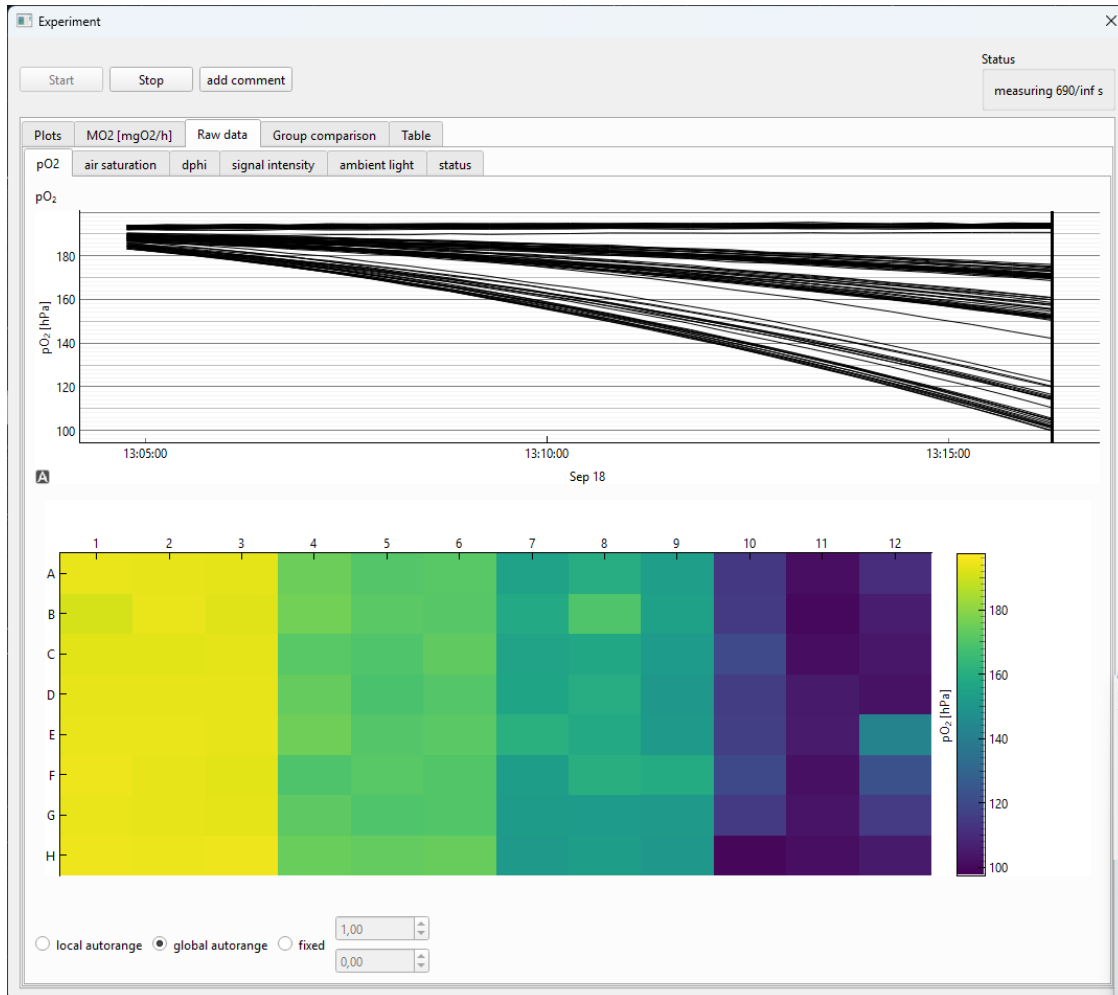 Experiment
Status
Start Stop add comment
measuring 690/inf s
Plots MO2 [mgO2/h] Raw data Group comparison Table
pO2 air saturation dphi signal intensity ambient light status
pO₂
180
160
140
120
100
pO₂ [hPa]
13:05:00 13:10:00 13:15:00
A Sep 18
1 2 3 4 5 6 7 8 9 10 11 12
A
B
C
D
E
F
G
H
180
160
140
120
100
pO₂ [hPa]
1,00
local autorange global autorange fixed
0,00